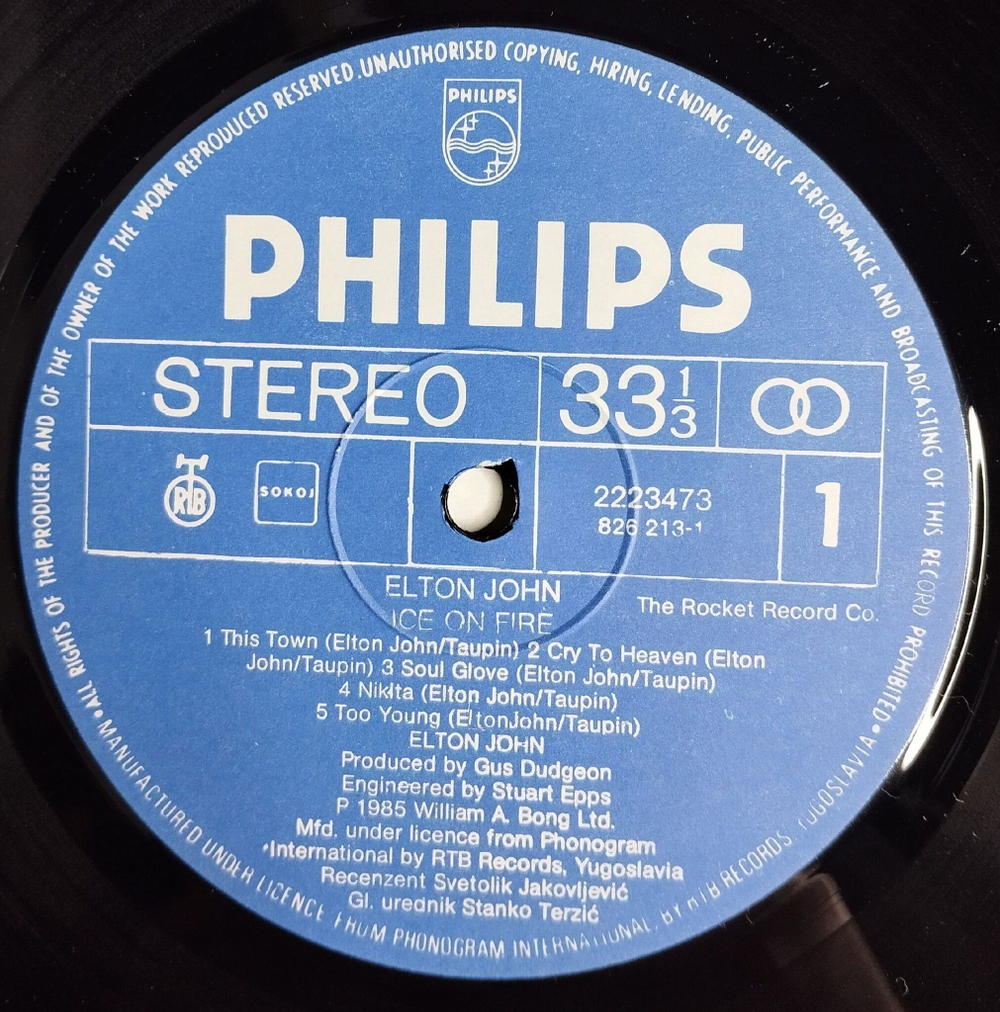 • ALL RIGHTS OF THE PRODUCER AND OF THE OWNER OF THE WORK REPRODUCED RESERVED. UNAUTHORISED COPYING, HIRING, LENDING, PUBLIC PERFORMANCE AND BROADCASTING OF THIS RECORD PROHIBITED •
PHILIPS
PHILIPS
STEREO 33 1/3
RTB SOKOJ 2223473 1
826 213-1
ELTON JOHN
ICE ON FIRE The Rocket Record Co.
1 This Town (Elton John/Taupin) 2 Cry To Heaven (Elton
John/Taupin) 3 Soul Glove (Elton John/Taupin)
4 Nikita (Elton John/Taupin)
5 Too Young (EltonJohn/Taupin)
ELTON JOHN
Produced by Gus Dudgeon
Engineered by Stuart Epps
P 1985 William A. Bong Ltd.
Mfd. under licence from Phonogram
International by RTB Records, Yugoslavia
Recenzent Svetolik Jakovljević
Gl. urednik Stanko Terzić
MANUFACTURED UNDER LICENCE FROM PHONOGRAM INTERNATIONAL, BY RTB RECORDS, YUGOSLAVIA